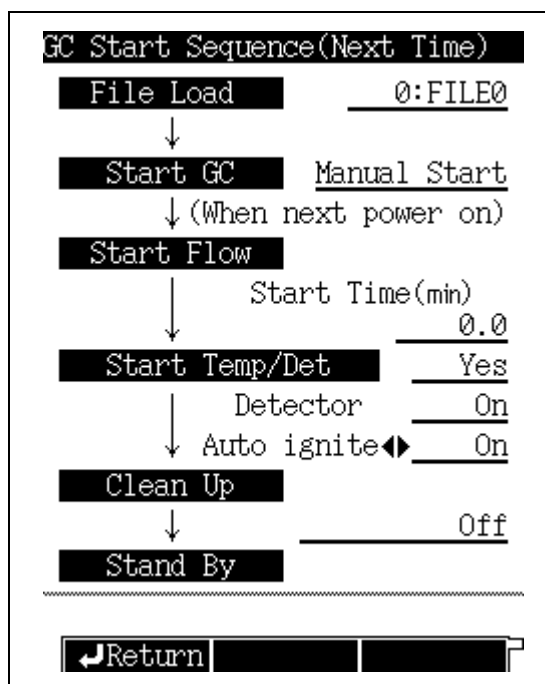 GC Start Sequence(Next Time)
File Load 0:FILE0
↓
Start GC Manual Start
↓(When next power on)
Start Flow
Start Time(min)
↓ 0.0
Start Temp/Det Yes
Detector On
↓ Auto ignite◀▶ On
Clean Up
↓ Off
Stand By
↵Return